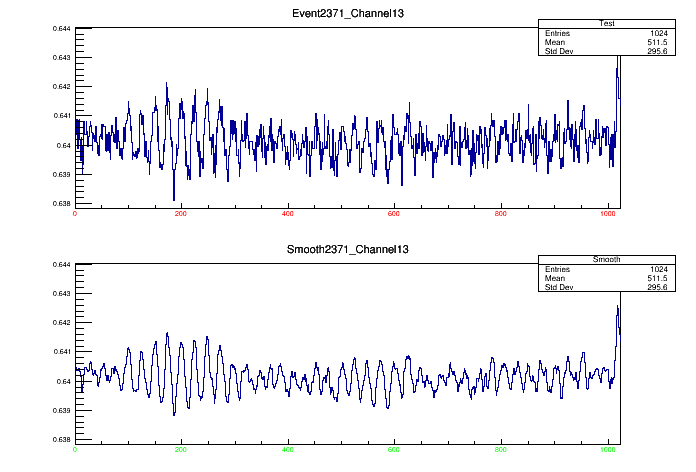 Event2371_Channel13
Test
Entries 1024
Mean 511.5
Std Dev 295.6
0.644
0.643
0.642
0.641
0.64
0.639
0.638
0 200 400 600 800 1000
Smooth2371_Channel13
Smooth
Entries 1024
Mean 511.5
Std Dev 295.6
0.644
0.643
0.642
0.641
0.64
0.639
0.638
0 200 400 600 800 1000